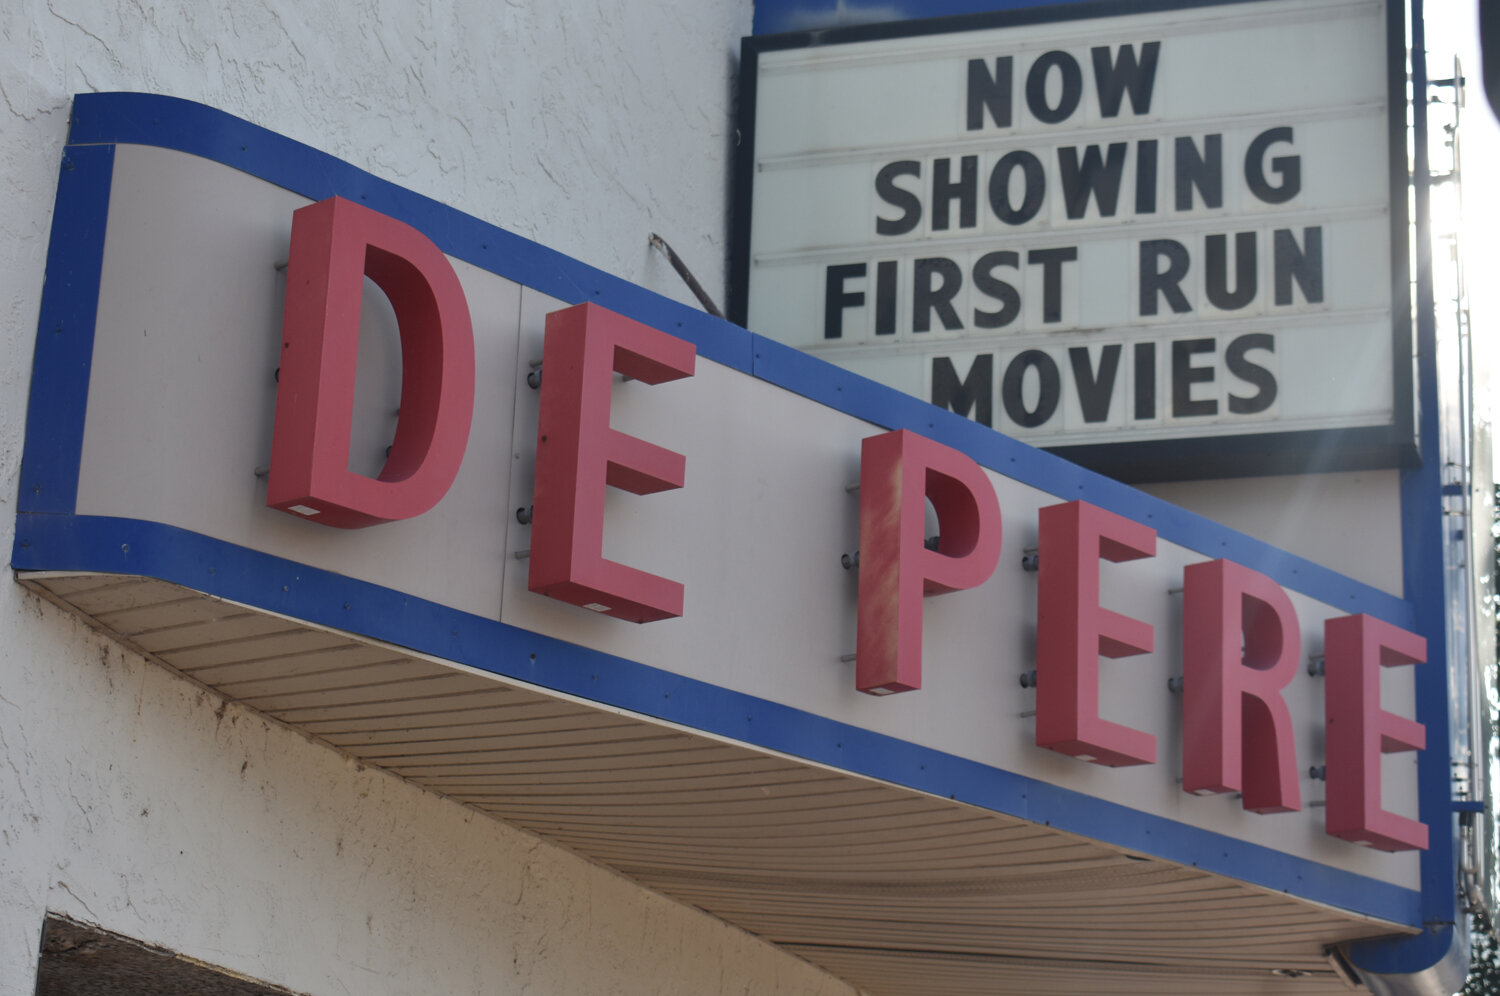 NOW
SHOWING
FIRST RUN
MOVIES
DE PERE